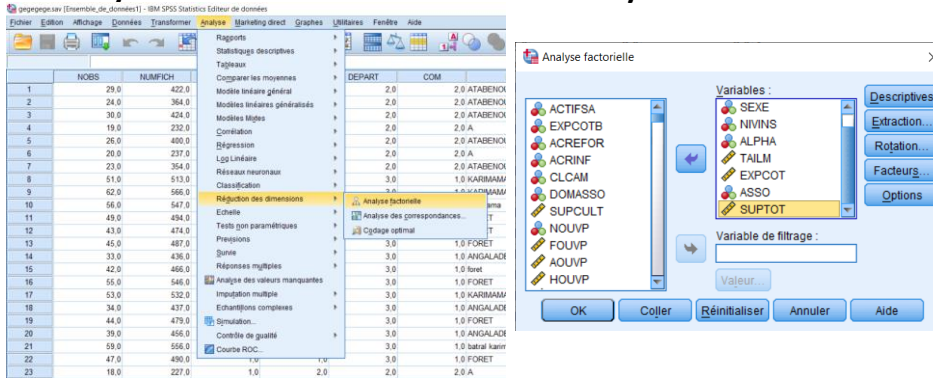 gegegege.sav [Ensemble_de_données1] - IBM SPSS Statistics Editeur de données
Fichier Edition Affichage Données Transformer Analyse Marketing direct Graphes Utilitaires Fenêtre Aide
Rapports
Statistiques descriptives
Tableaux
Comparer les moyennes
Modèle linéaire général
Modèles linéaires généralisés
Modèles Mixtes
Corrélation
Régression
Log Linéaire
Réseaux neuronaux
Classification
Réduction des dimensions
Echelle
Tests non paramétriques
Prévisions
Survie
Réponses multiples
Analyse des valeurs manquantes
Imputation multiple
Echantillons complexes
Simulation...
Contrôle de qualité
Courbe ROC...
Analyse factorielle
Analyse des correspondances...
Codage optimal
NOBS NUMFICH DEPART COM
1 29,0 422,0 2,0 2,0 ATABENOU
2 24,0 364,0 2,0 2,0 ATABENOU
3 30,0 424,0 2,0 2,0 ATABENOU
4 19,0 232,0 2,0 2,0 A
5 26,0 400,0 2,0 2,0 ATABENOU
6 20,0 237,0 2,0 2,0 A
7 23,0 354,0 2,0 2,0 ATABENOU
8 51,0 513,0 3,0 1,0 KARIMAMA
9 62,0 566,0 3,0 1,0 KARIMAMA
10 56,0 547,0 ama
11 49,0 494,0 ET
12 43,0 474,0 ET
13 45,0 487,0 3,0 1,0 FORET
14 33,0 436,0 3,0 1,0 ANGALADE
15 42,0 466,0 3,0 1,0 foret
16 55,0 546,0 3,0 1,0 FORET
17 53,0 532,0 3,0 1,0 KARIMAMA
18 34,0 437,0 3,0 1,0 ANGALADE
19 44,0 479,0 3,0 1,0 FORET
20 39,0 456,0 3,0 1,0 ANGALADE
21 59,0 556,0 3,0 1,0 batral karim
22 47,0 490,0 1,0 1,0 3,0 1,0 FORET
23 18,0 227,0 1,0 2,0 2,0 2,0 A
Analyse factorielle
ACTIFSA
EXPCOTB
ACREFOR
ACRINF
CLCAM
DOMASSO
SUPCULT
NOUVP
FOUVP
AOUVP
HOUVP
Variables :
SEXE
NIVINS
ALPHA
TAILM
EXPCOT
ASSO
SUPTOT
Variable de filtrage :
Valeur...
Descriptives
Extraction...
Rotation...
Facteurs...
Options
OK Coller Réinitialiser Annuler Aide